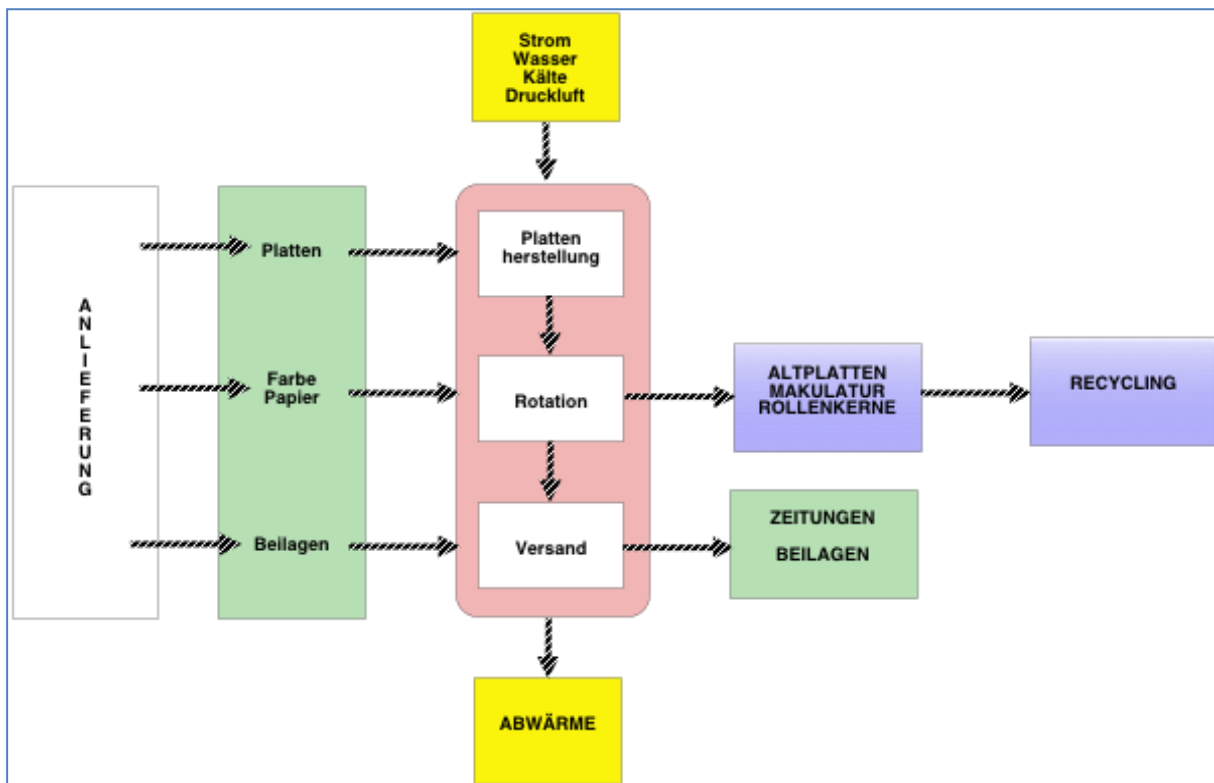 Strom
Wasser
Kälte
Druckluft
ANLIEFERUNG
Platten
Farbe
Papier
Beilagen
Platten
herstellung
Rotation
Versand
ALTPLATTEN
MAKULATUR
ROLLENKERNE
RECYCLING
ZEITUNGEN
BEILAGEN
ABWÄRME